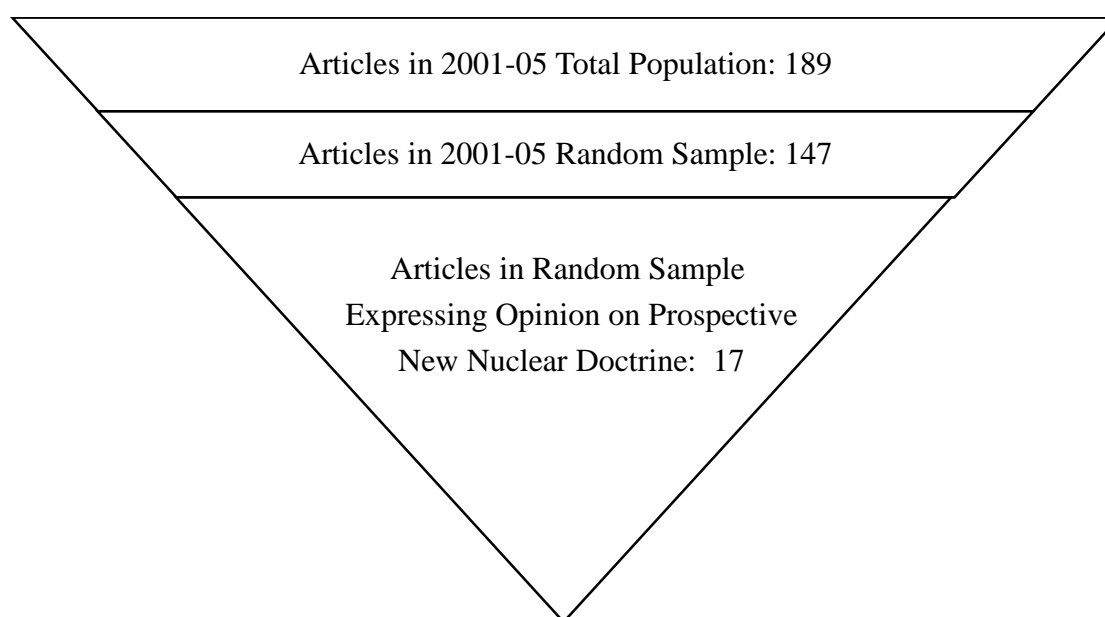 Articles in 2001-05 Total Population: 189
Articles in 2001-05 Random Sample: 147
Articles in Random Sample
Expressing Opinion on Prospective
New Nuclear Doctrine: 17